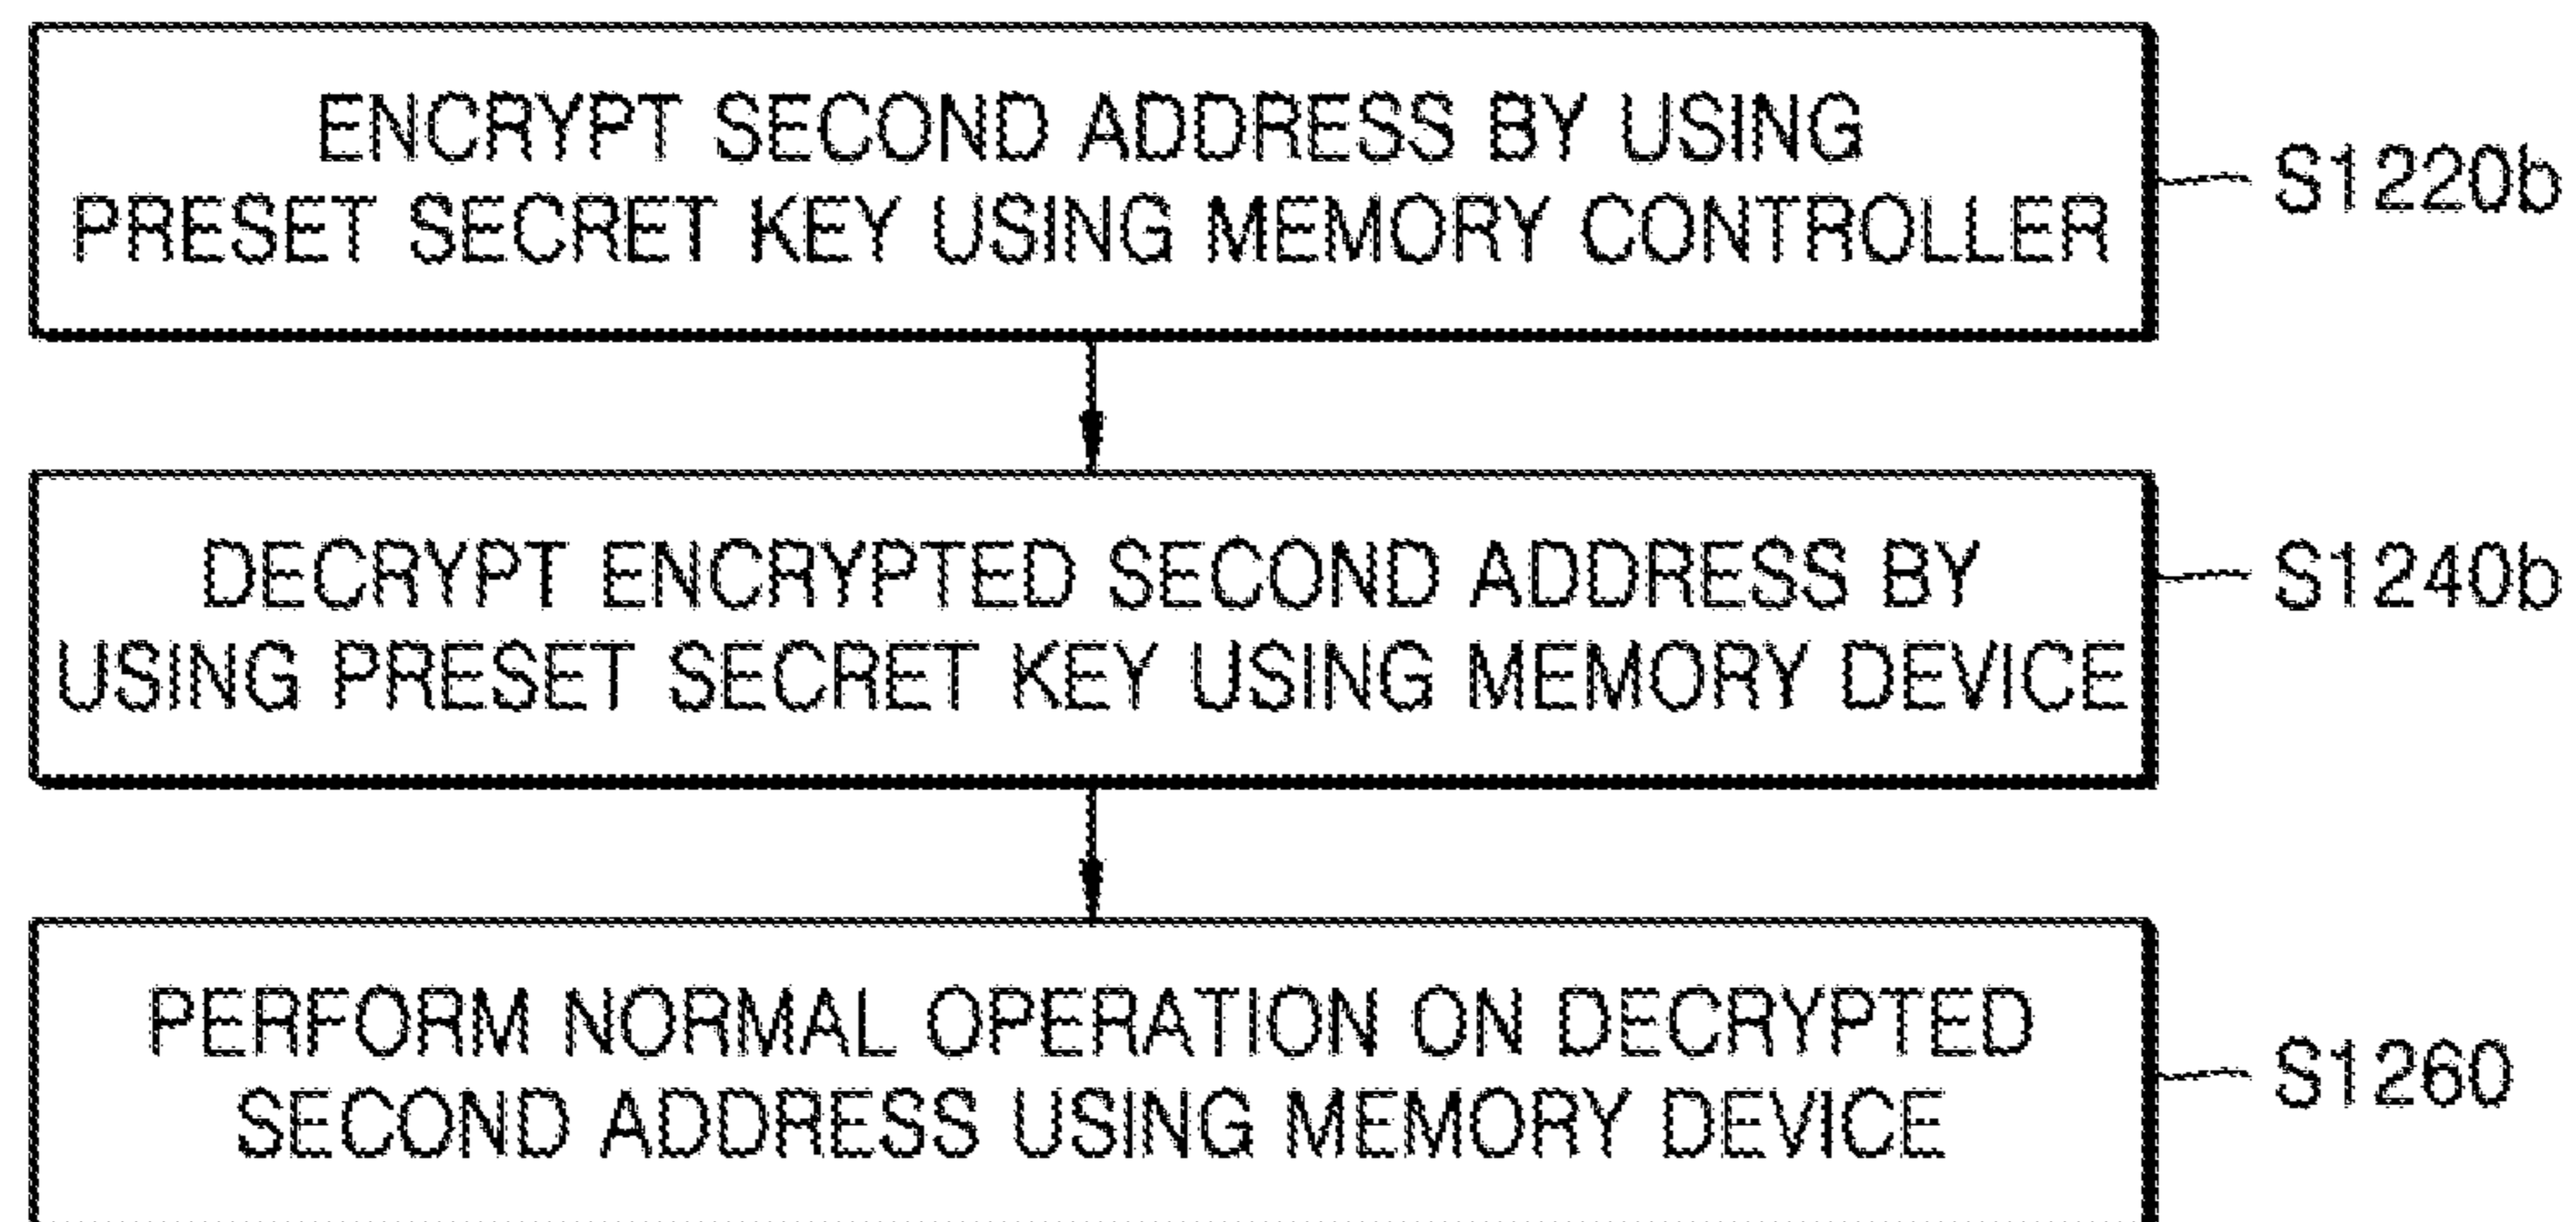 ENCRYPT SECOND ADDRESS BY USING
PRESET SECRET KEY USING MEMORY CONTROLLER
S1220b
DECRYPT ENCRYPTED SECOND ADDRESS BY
USING PRESET SECRET KEY USING MEMORY DEVICE
S1240b
PERFORM NORMAL OPERATION ON DECRYPTED
SECOND ADDRESS USING MEMORY DEVICE
S1260